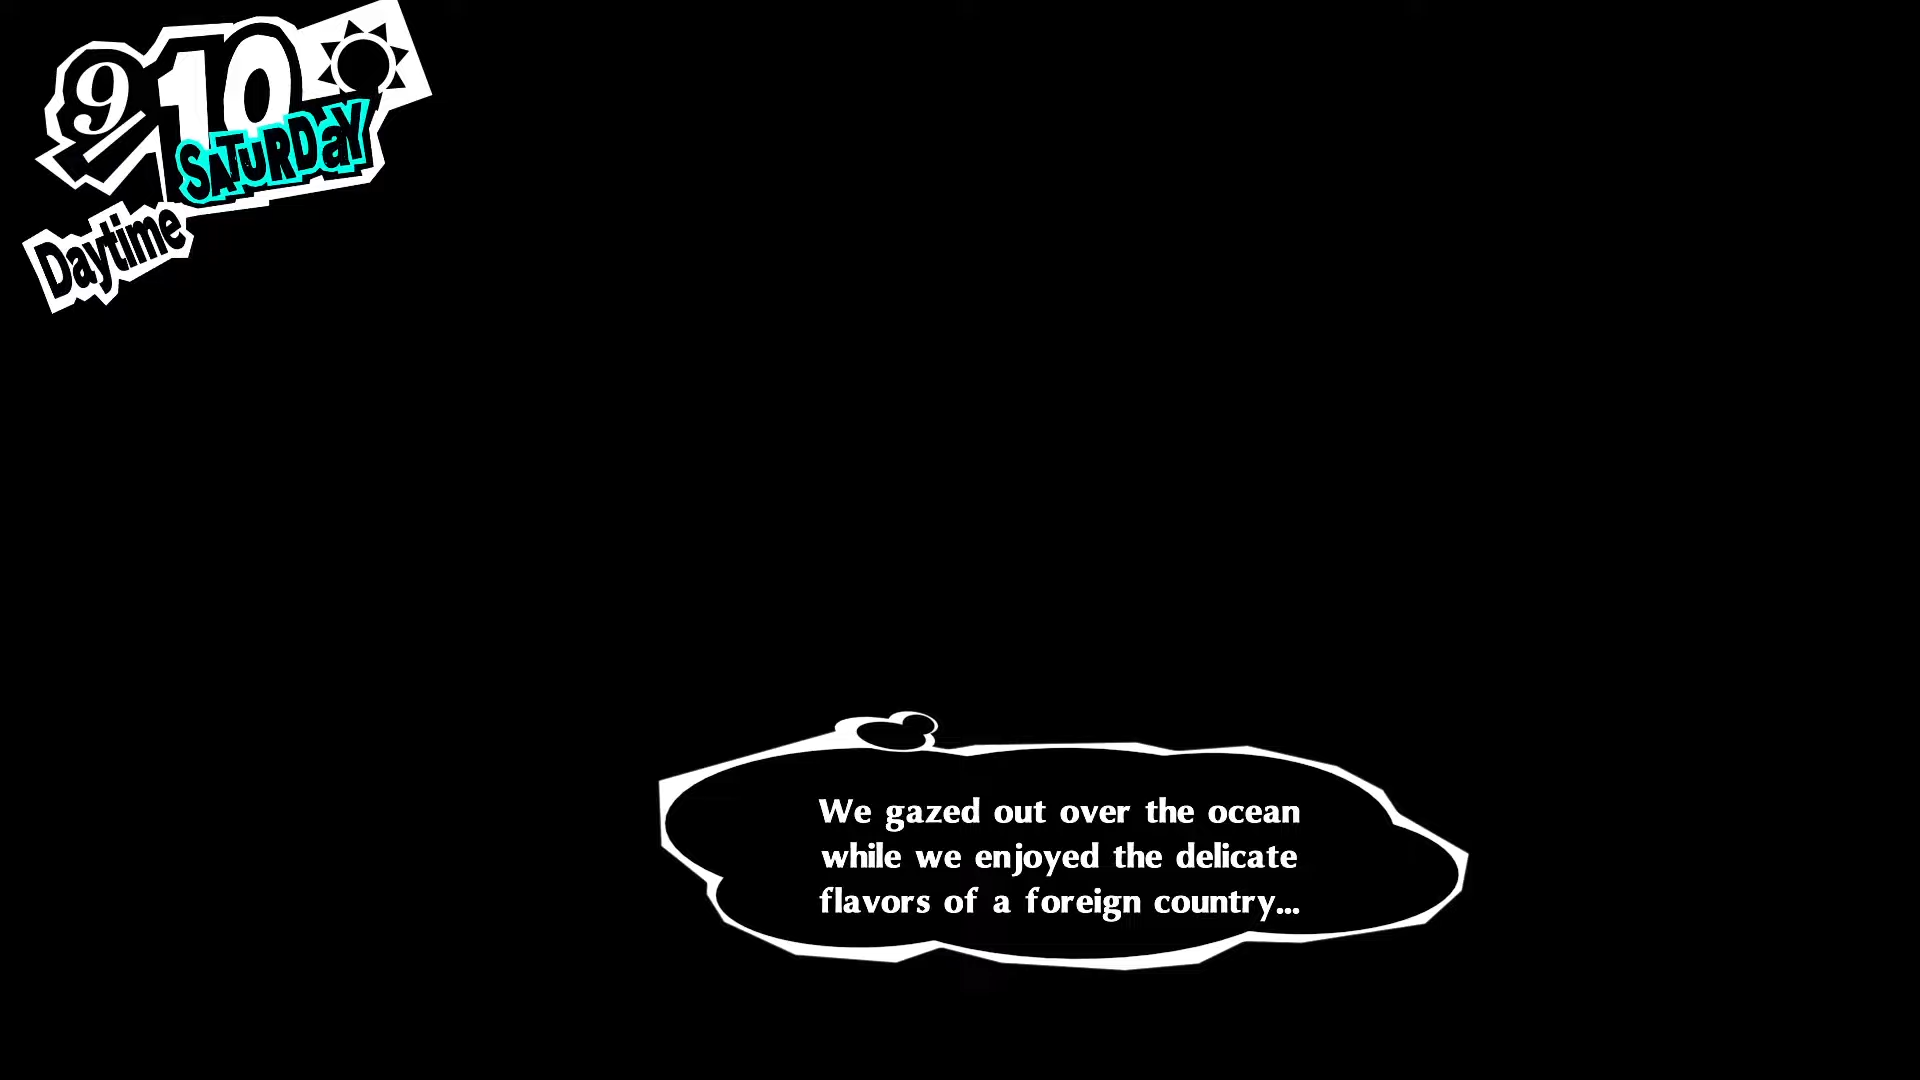 9/10
SATURDAY
Daytime
We gazed out over the ocean
while we enjoyed the delicate
flavors of a foreign country...